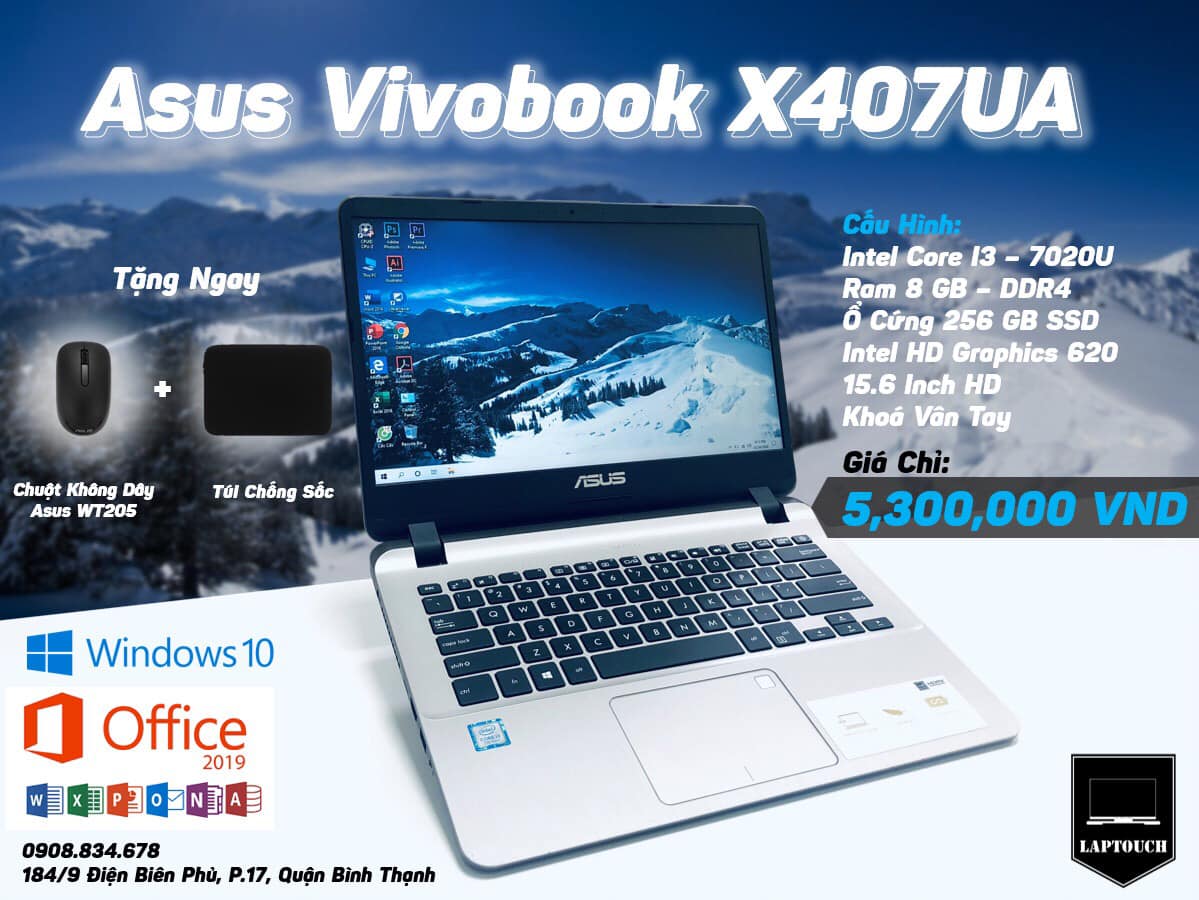 Asus Vivobook X407UA
Tặng Ngay
+
Chuột Không Dây
Asus WT205
Túi Chống Sốc
Cấu Hình:
Intel Core I3 - 7020U
Ram 8 GB - DDR4
Ổ Cứng 256 GB SSD
Intel HD Graphics 620
15.6 Inch HD
Khoá Vân Tay
Giá Chỉ:
5,300,000 VND
ASUS
Windows 10
Office
2019
W X P O N A
0908.834.678
184/9 Điện Biên Phủ, P.17, Quận Bình Thạnh
LAPTOUCH